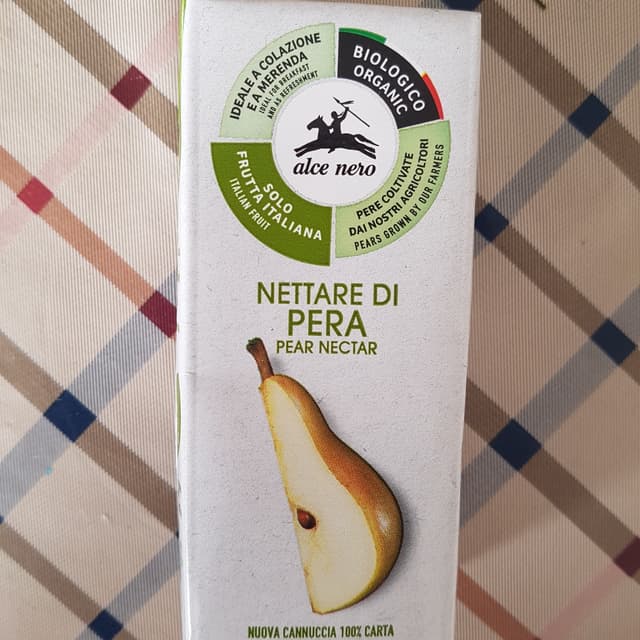 IDEALE A COLAZIONE
E A MERENDA
IDEAL FOR BREAKFAST
AND AS REFRESHMENT
BIOLOGICO
ORGANIC
alce nero
SOLO
FRUTTA ITALIANA
ITALIAN FRUIT
PERE COLTIVATE
DAI NOSTRI AGRICOLTORI
PEARS GROWN BY OUR FARMERS
NETTARE DI
PERA
PEAR NECTAR
NUOVA CANNUCCIA 100% CARTA